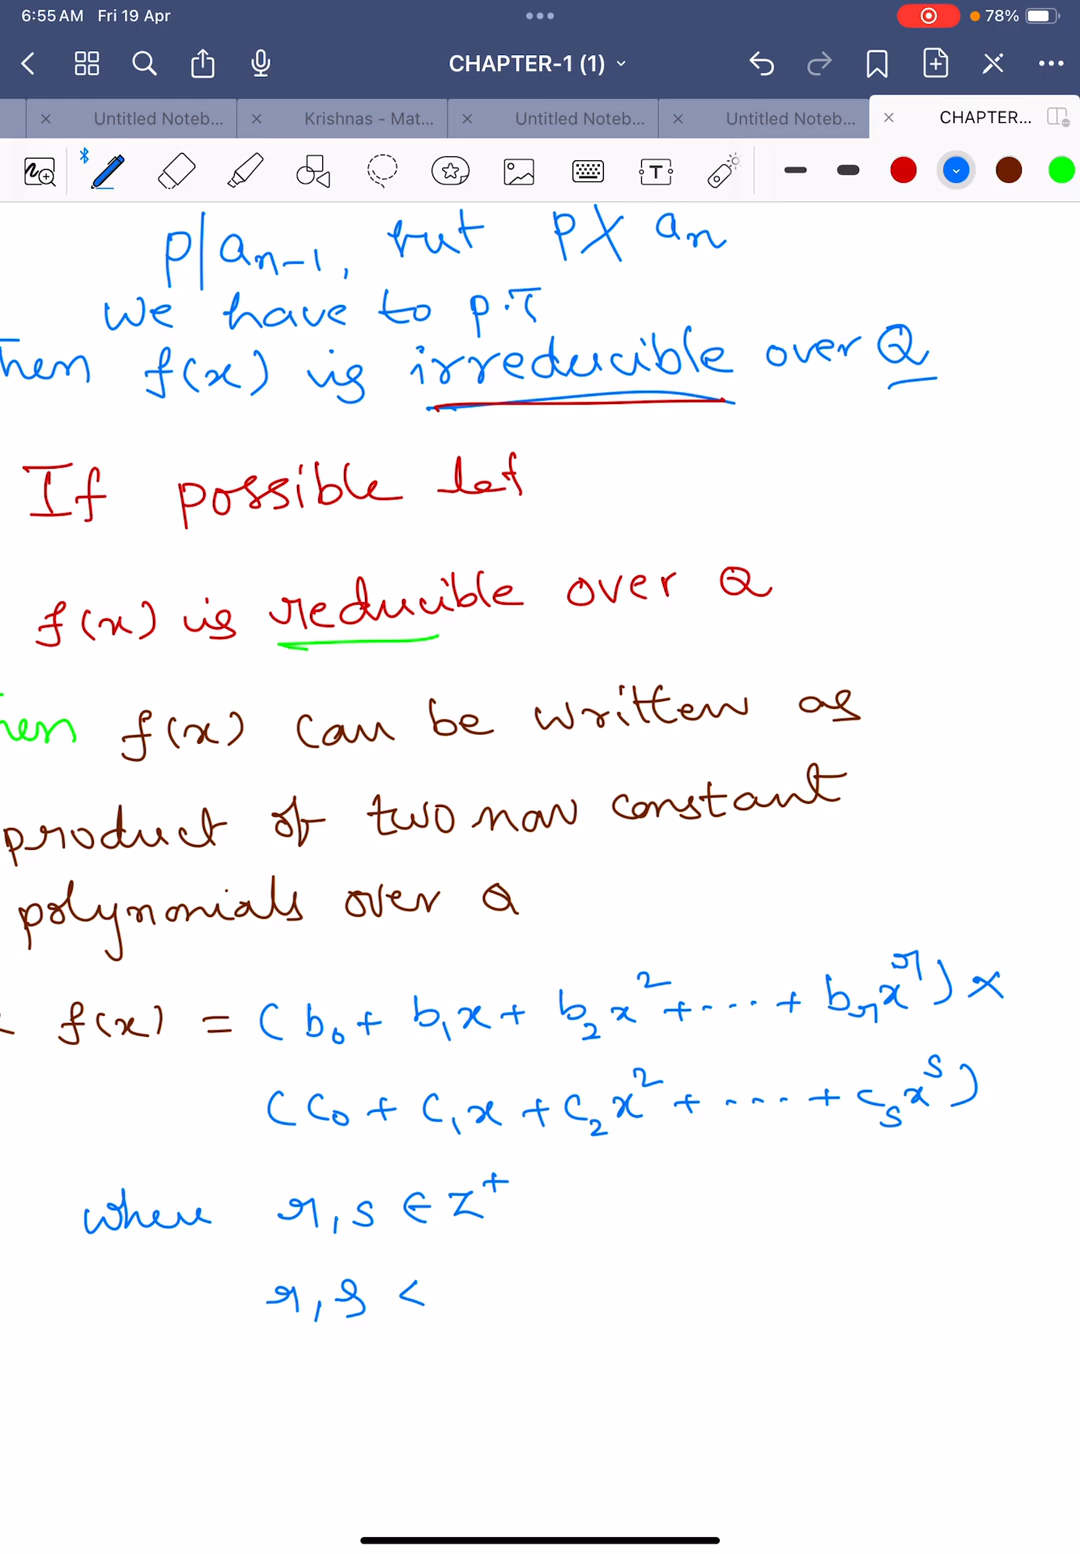 6:55 AM Fri 19 Apr
78%
CHAPTER-1 (1)
Untitled Noteb... Krishnas - Mat... Untitled Noteb... Untitled Noteb... CHAPTER...
T
p|aₙ₋₁, but p∤ aₙ
We have to p.T
hen f(x) is irreducible over Q
If possible let
f(x) is reducible over Q
en f(x) can be written as
product of two non constant
polynomials over Q
f(x) = (b₀ + b₁x + b₂x² + ---- + bᵣxʳ) ×
(c₀ + c₁x + c₂x² + ---- + cₛxˢ)
where r, s ∈ Z⁺
r, s <